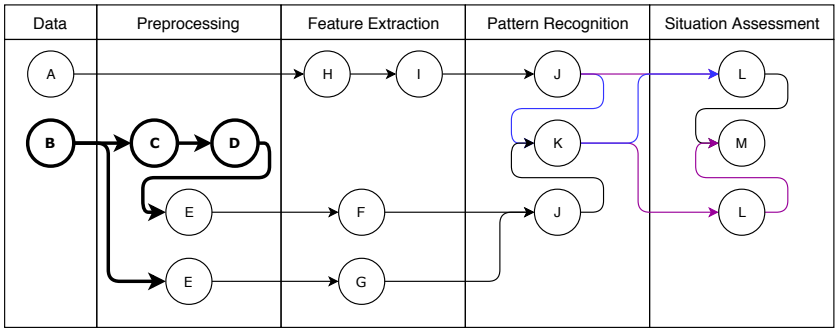 Data Preprocessing Feature Extraction Pattern Recognition Situation Assessment
A H I J L
B C D K M
E F J L
E G